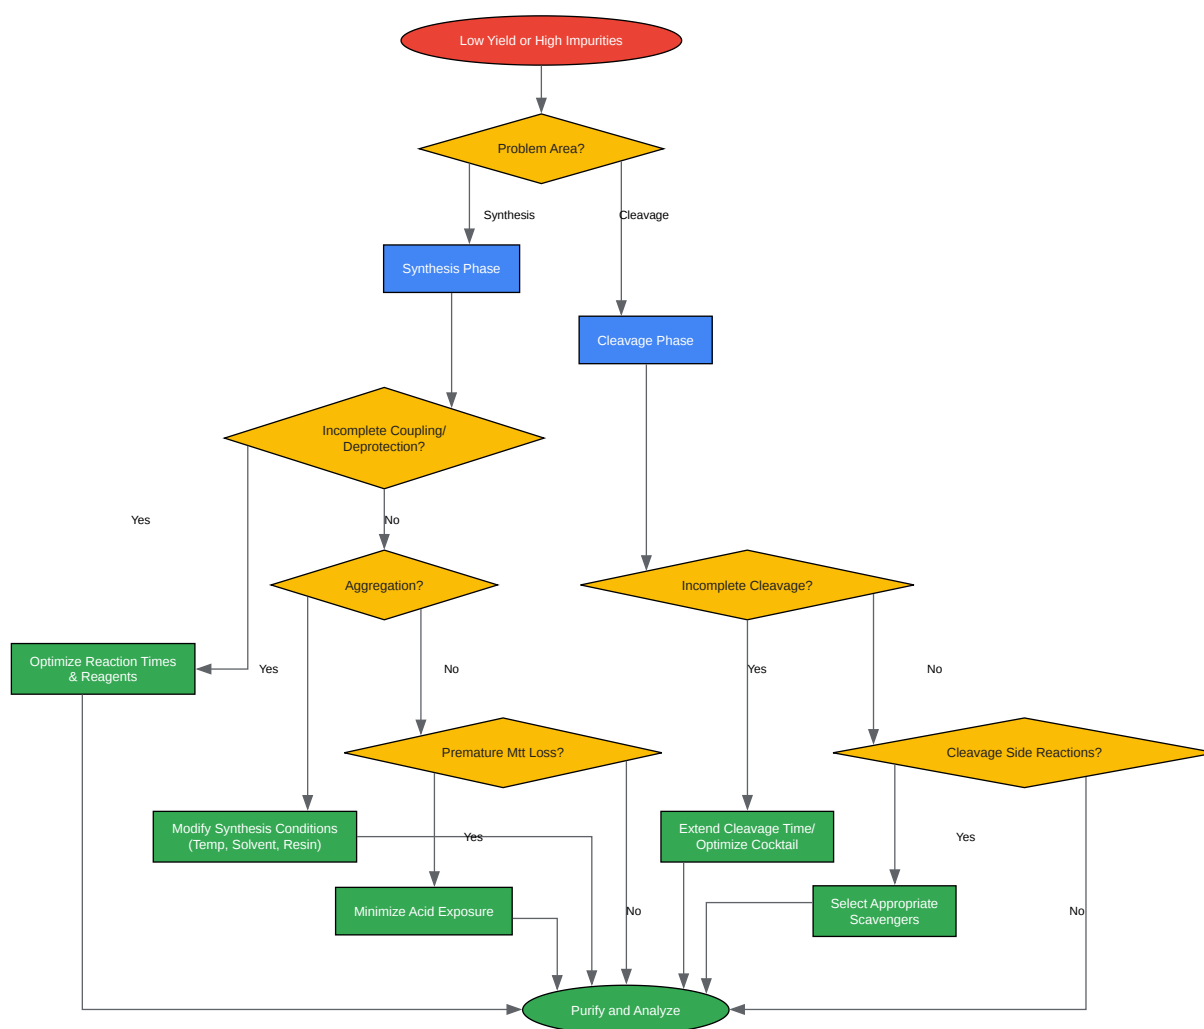 Low Yield or High Impurities
Problem Area?
Synthesis
Cleavage
Synthesis Phase
Cleavage Phase
Incomplete Coupling/
Deprotection?
Yes
No
Aggregation?
Incomplete Cleavage?
Optimize Reaction Times
& Reagents
Yes
No
Yes
No
Premature Mtt Loss?
Cleavage Side Reactions?
Modify Synthesis Conditions
(Temp, Solvent, Resin)
Yes
Extend Cleavage Time/
Optimize Cocktail
Yes
Minimize Acid Exposure
No
Select Appropriate
Scavengers
No
Purify and Analyze